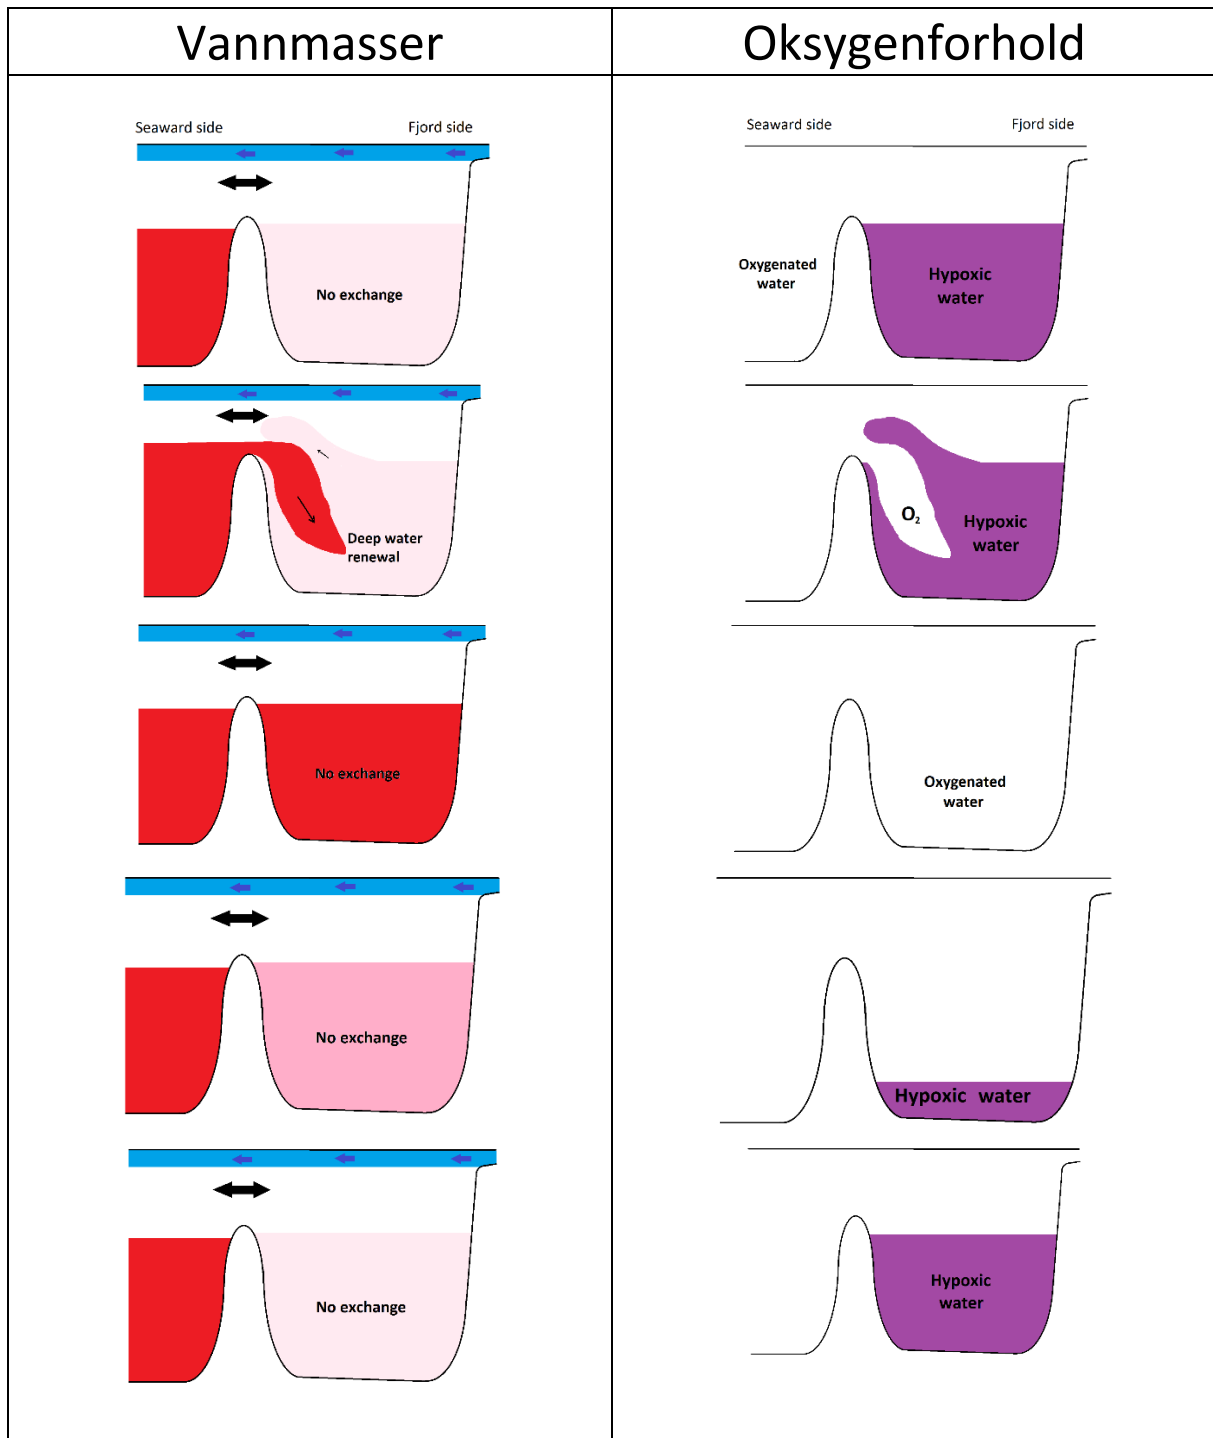 Vannmasser
Oksygenforhold
Seaward side
Fjord side
No exchange
Seaward side
Fjord side
Oxygenated
water
Hypoxic
water
Deep water
renewal
O₂
Hypoxic
water
No exchange
Oxygenated
water
No exchange
Hypoxic water
No exchange
Hypoxic
water